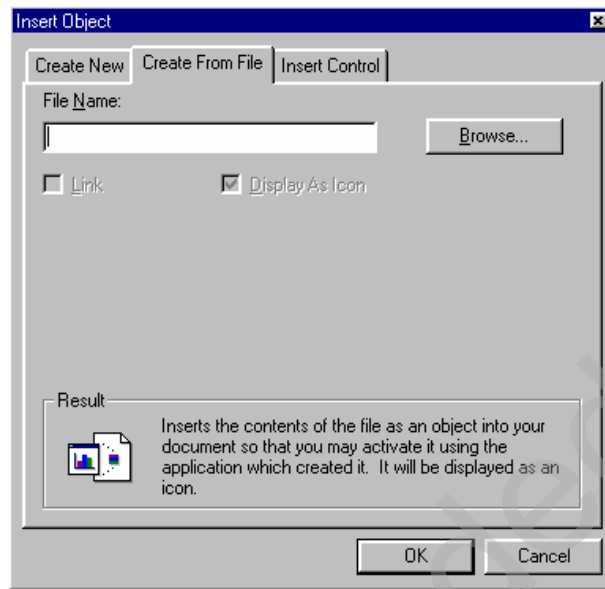 Insert Object
Create New Create From File Insert Control
File Name:
Browse...
Link Display As Icon
Result
Inserts the contents of the file as an object into your
document so that you may activate it using the
application which created it. It will be displayed as an
icon.
OK Cancel